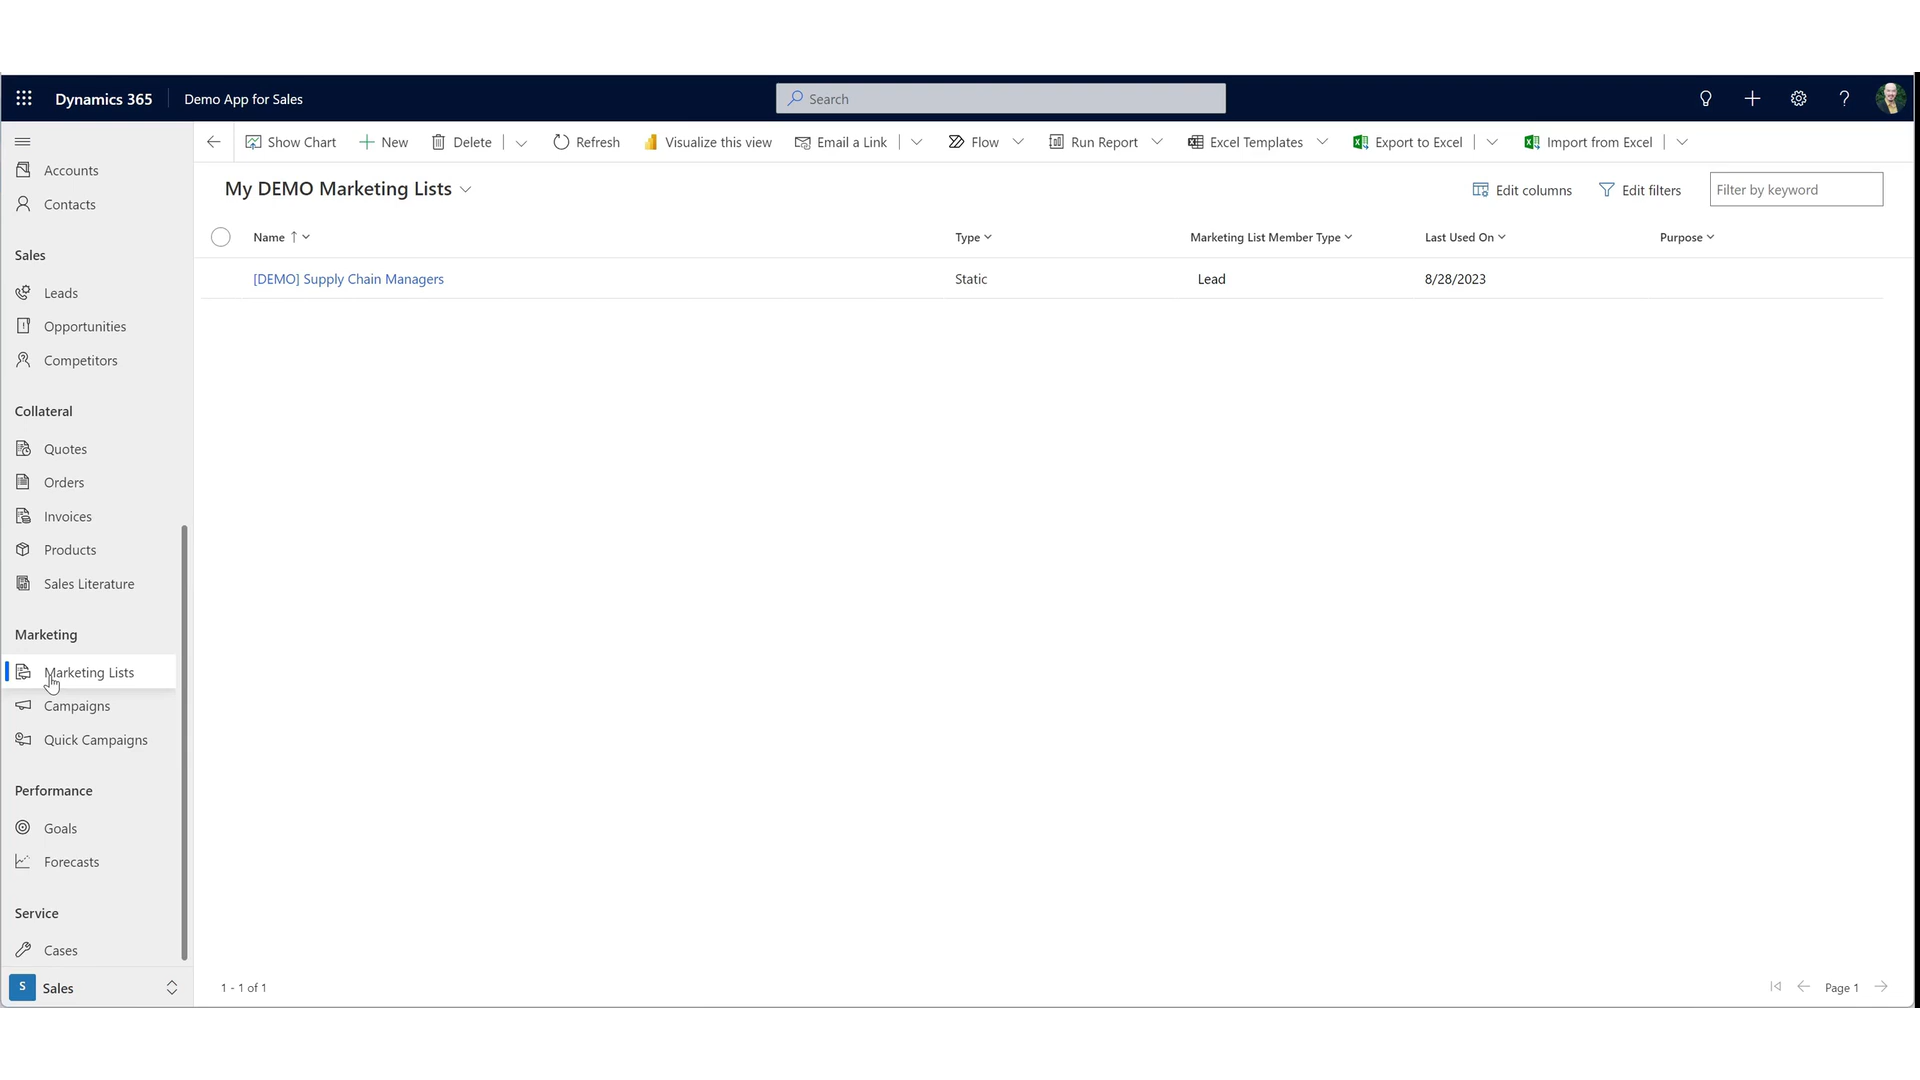 Dynamics 365 Demo App for Sales Search
Show Chart New Delete Refresh Visualize this view Email a Link Flow Run Report Excel Templates Export to Excel Import from Excel
Accounts
Contacts
Sales
Leads
Opportunities
Competitors
Collateral
Quotes
Orders
Invoices
Products
Sales Literature
Marketing
Marketing Lists
Campaigns
Quick Campaigns
Performance
Goals
Forecasts
Service
Cases
S Sales
My DEMO Marketing Lists Edit columns Edit filters Filter by keyword
Name Type Marketing List Member Type Last Used On Purpose
[DEMO] Supply Chain Managers Static Lead 8/28/2023
1 - 1 of 1 Page 1